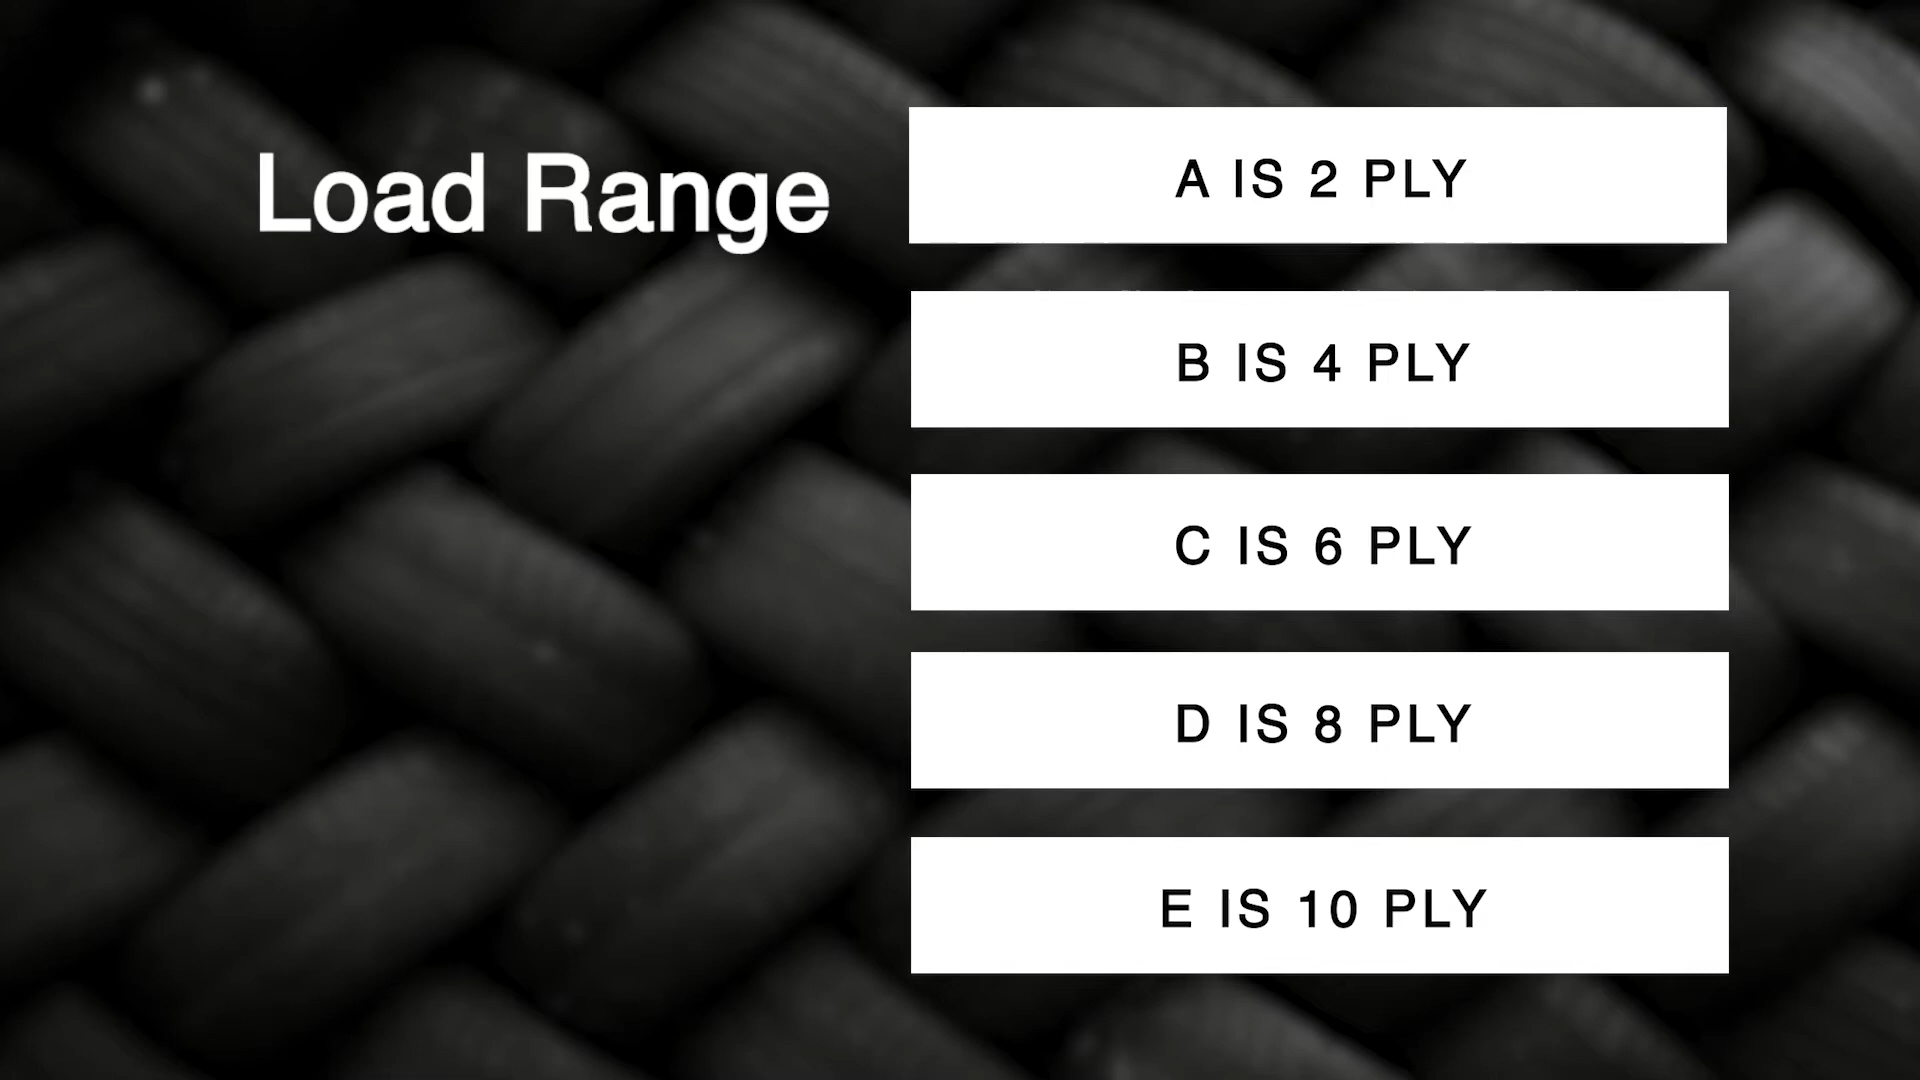 Load Range
A IS 2 PLY
B IS 4 PLY
C IS 6 PLY
D IS 8 PLY
E IS 10 PLY